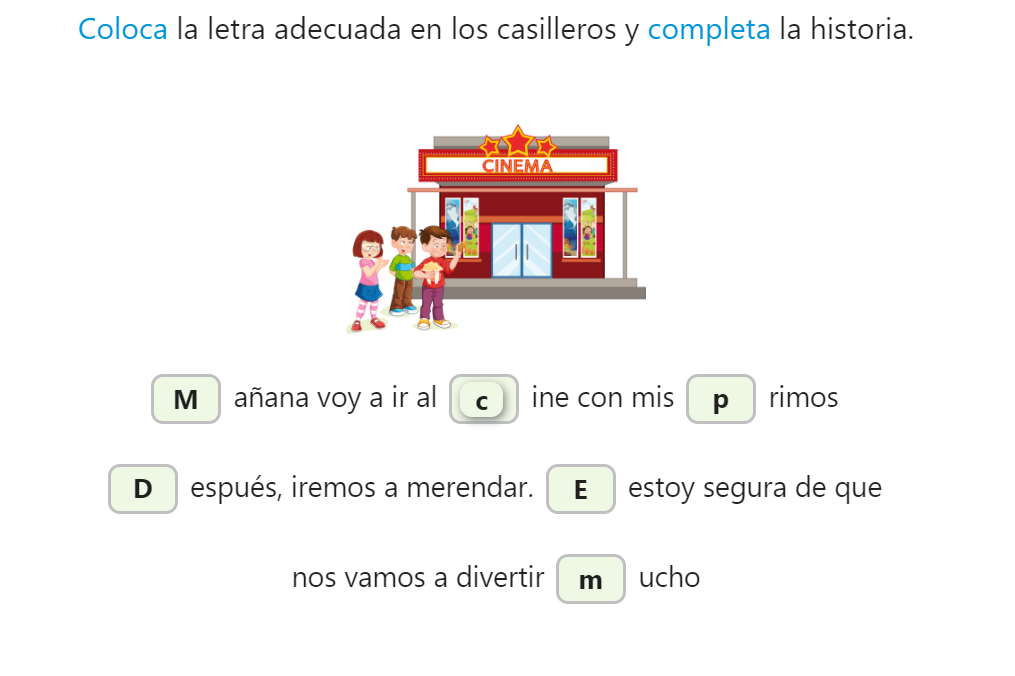 Coloca la letra adecuada en los casilleros y completa la historia.
CINEMA
M añana voy a ir al c ine con mis p rimos
D espués, iremos a merendar. E estoy segura de que
nos vamos a divertir m ucho